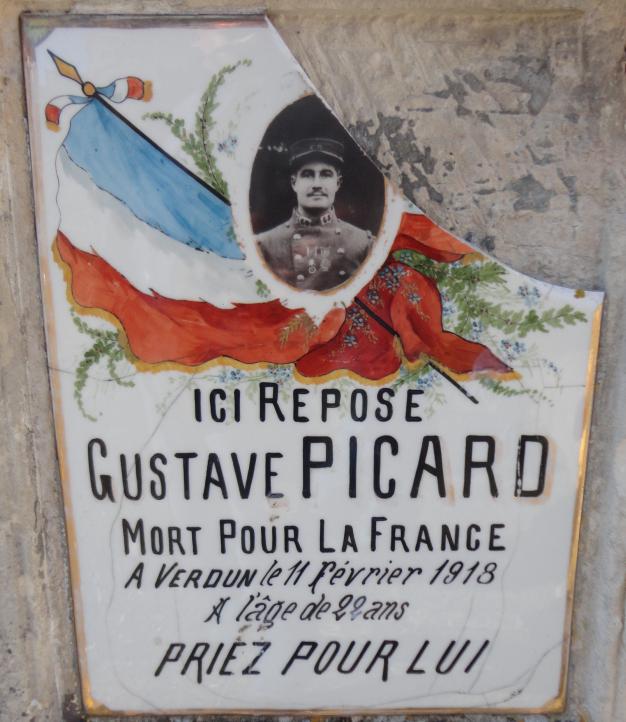 ICI REPOSE
GUSTAVE PICARD
MORT POUR LA FRANCE
A VERDUN le 11 février 1918
A l'âge de 22 ans
PRIEZ POUR LUI